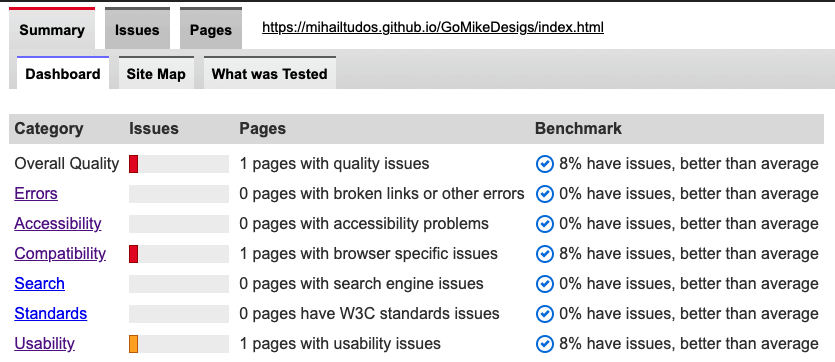 Summary Issues Pages https://mihailtudos.github.io/GoMikeDesigs/index.html
Dashboard Site Map What was Tested
Category Issues Pages Benchmark
Overall Quality 1 pages with quality issues 8% have issues, better than average
Errors 0 pages with broken links or other errors 0% have issues, better than average
Accessibility 0 pages with accessibility problems 0% have issues, better than average
Compatibility 1 pages with browser specific issues 8% have issues, better than average
Search 0 pages with search engine issues 0% have issues, better than average
Standards 0 pages have W3C standards issues 0% have issues, better than average
Usability 1 pages with usability issues 8% have issues, better than average